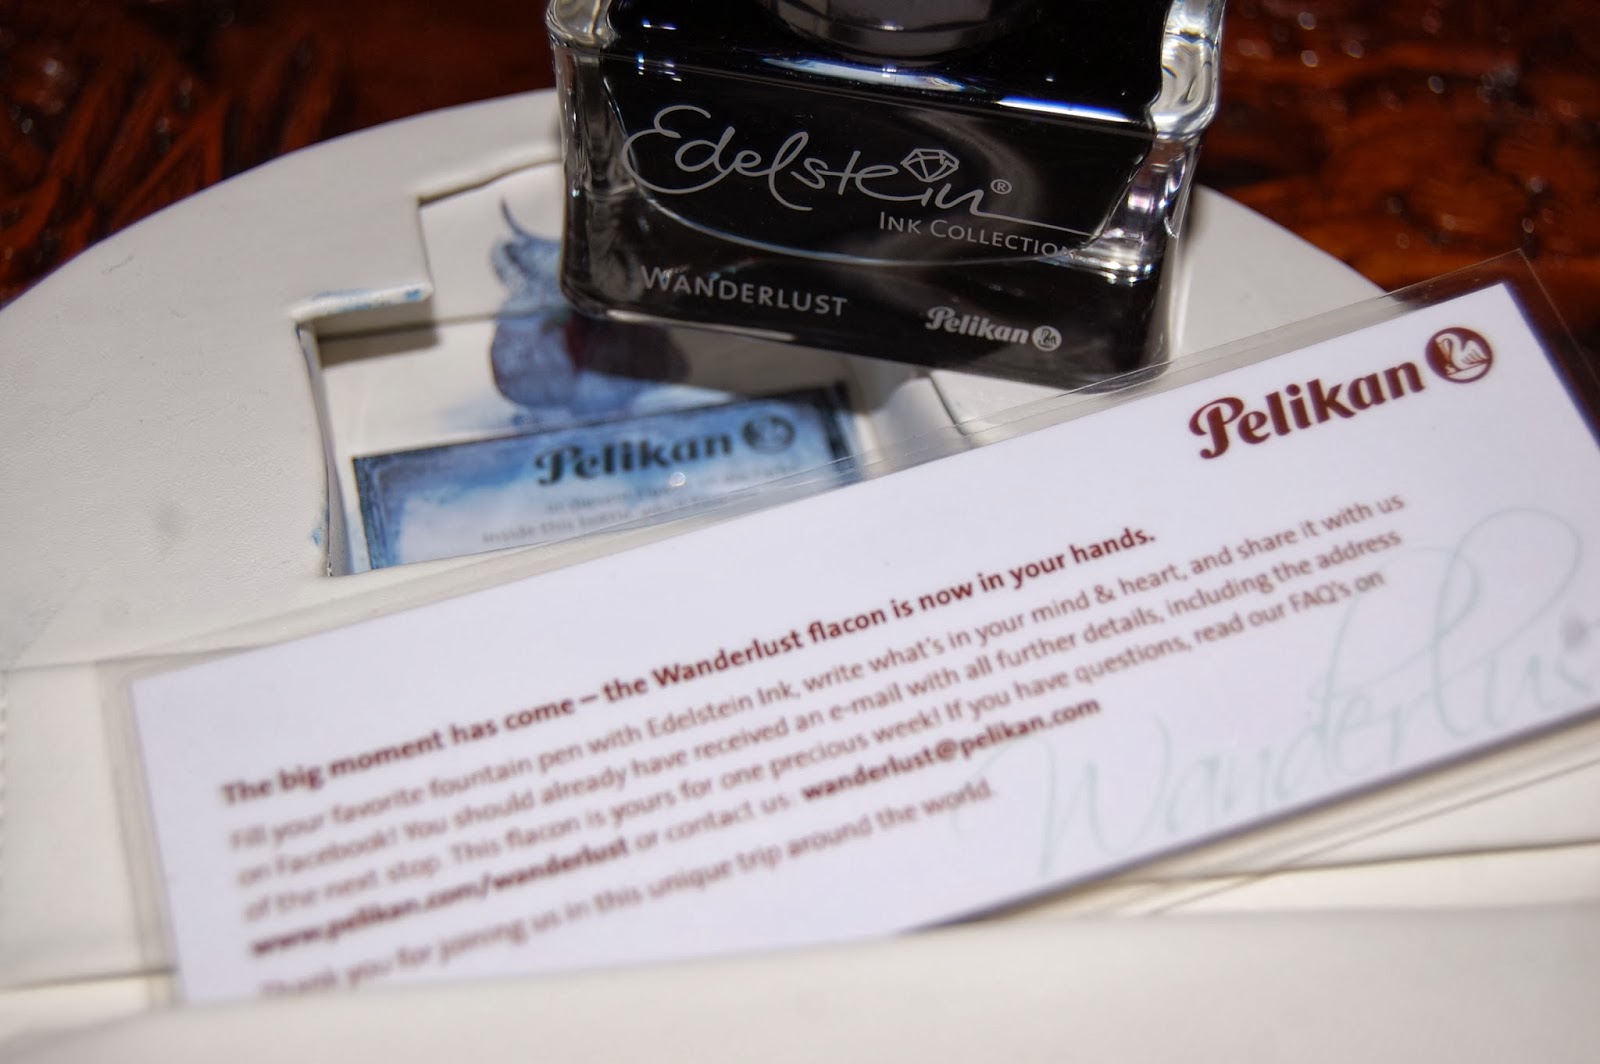 Edelstein®
INK COLLECTION
WANDERLUST
Pelikan
Pelikan
inside this bottle
Pelikan
The big moment has come – the Wanderlust flacon is now in your hands.
Fill your favorite fountain pen with Edelstein Ink, write what's in your mind & heart, and share it with us
on Facebook! You should already have received an e-mail with all further details, including the address
of the next stop. This flacon is yours for one precious week! If you have questions, read our FAQ's on
www.pelikan.com/wanderlust or contact us: wanderlust@pelikan.com
Thank you for joining us in this unique trip around the world.
Wanderlust